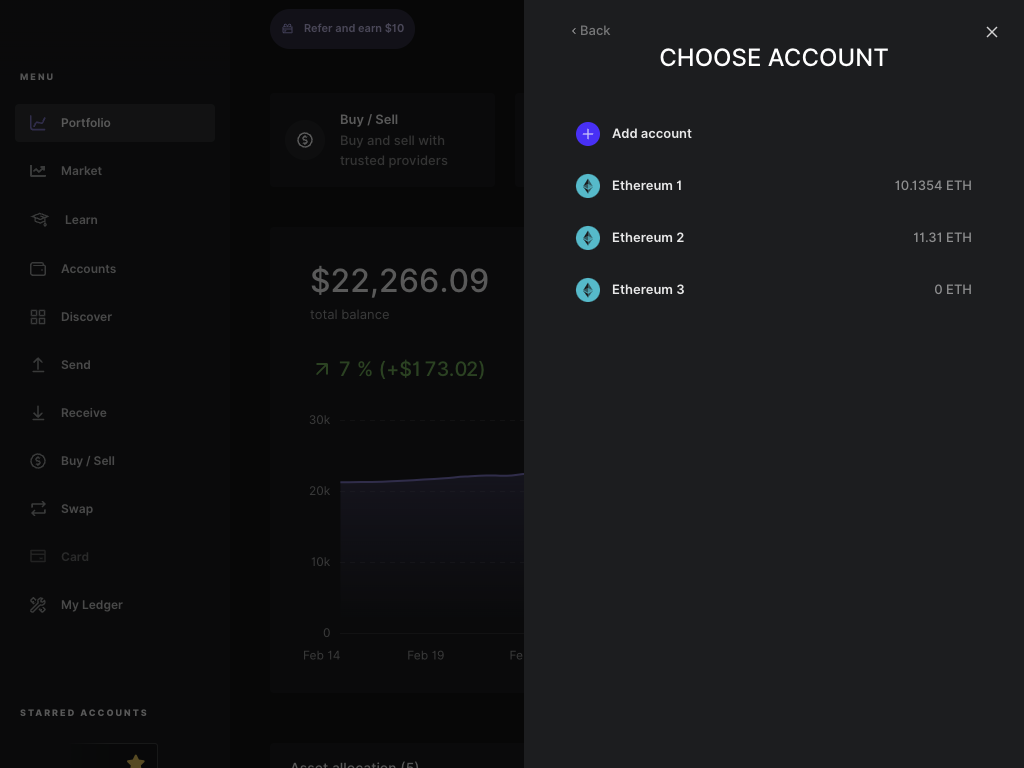 Refer and earn $10
MENU
Portfolio
Market
Learn
Accounts
Discover
Send
Receive
Buy / Sell
Swap
Card
My Ledger
STARRED ACCOUNTS
Buy / Sell
Buy and sell with
trusted providers
$22,266.09
total balance
7 % (+$173.02)
30k
20k
10k
0
Feb 14
Feb 19
Fe
Asset allocation (5)
‹ Back
CHOOSE ACCOUNT
Add account
Ethereum 1 10.1354 ETH
Ethereum 2 11.31 ETH
Ethereum 3 0 ETH